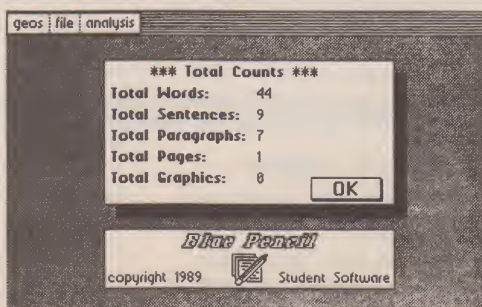 geos file analysis
*** Total Counts ***
Total Words: 44
Total Sentences: 9
Total Paragraphs: 7
Total Pages: 1
Total Graphics: 0
OK
Blue Pencil
copyright 1989 Student Software